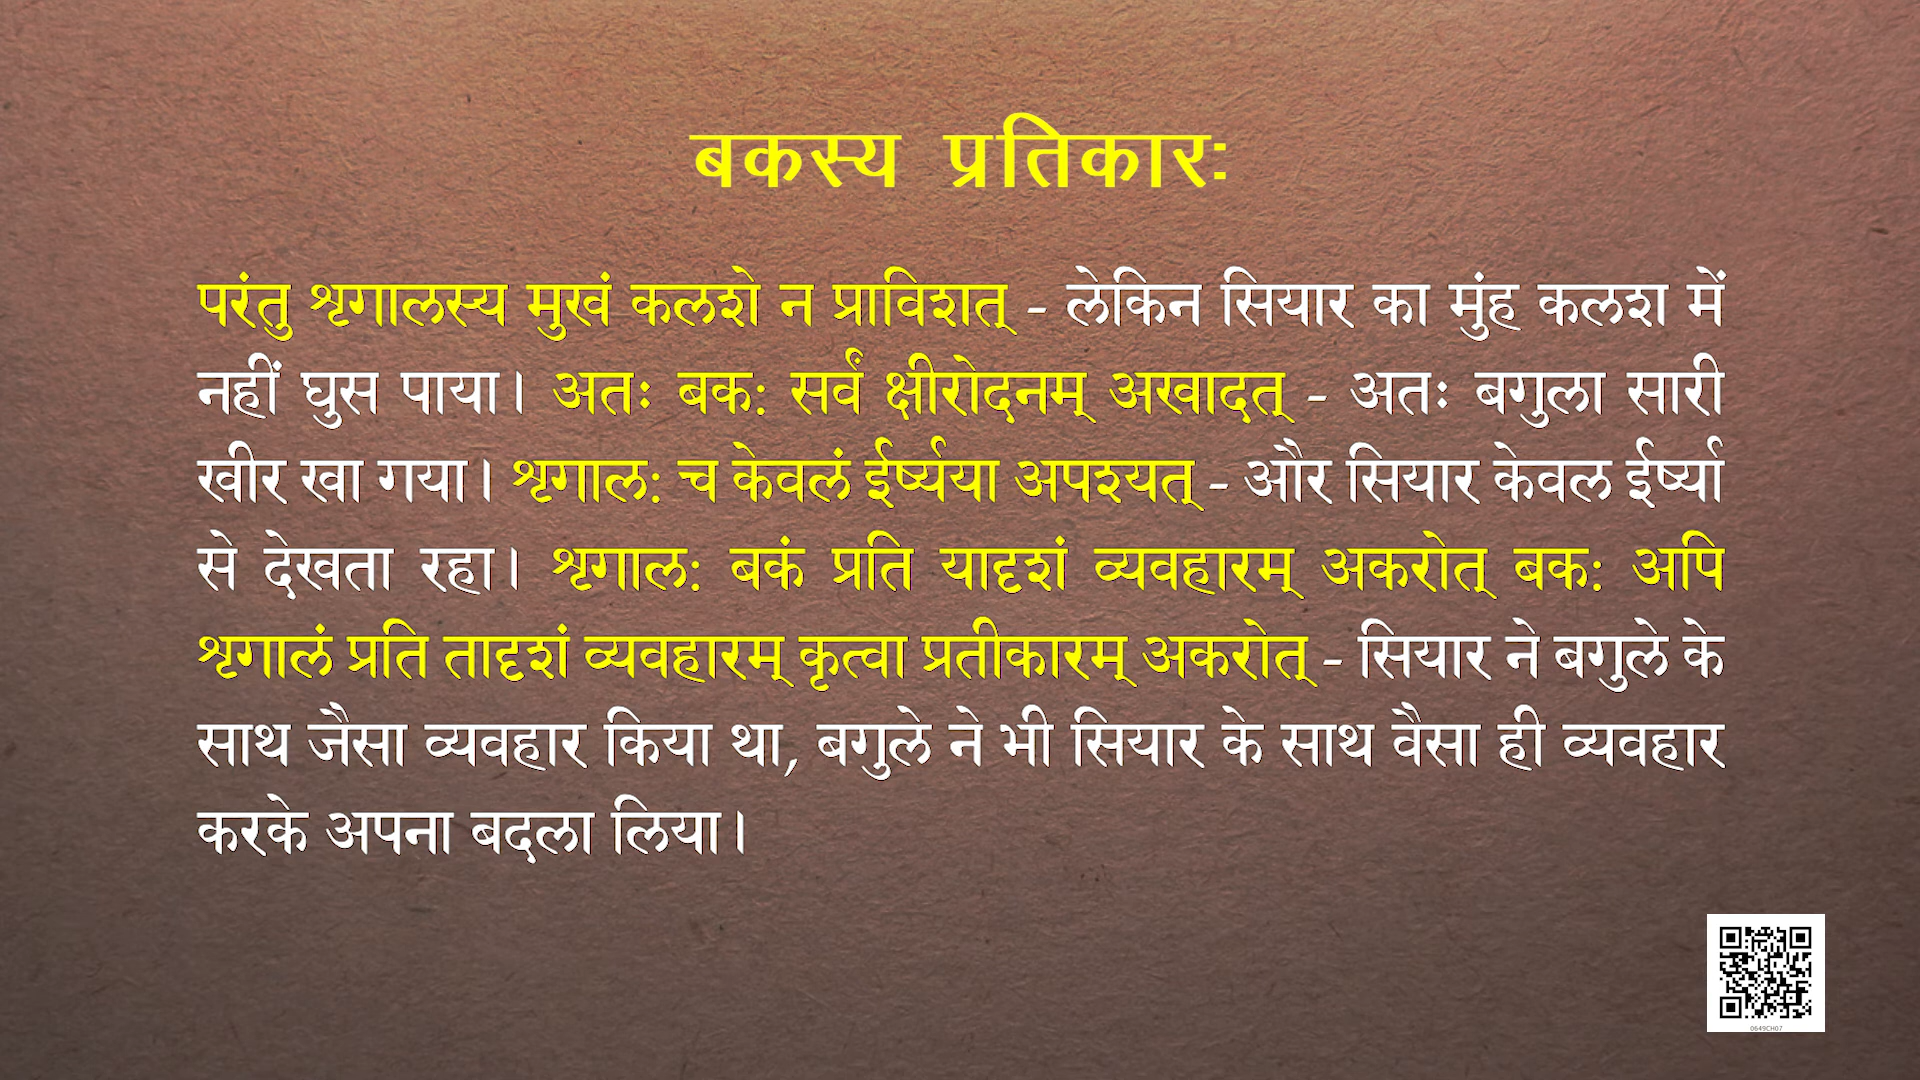 बकस्य प्रतिकारः
परंतु शृगालस्य मुखं कलशे न प्राविशत् - लेकिन सियार का मुंह कलश में
नहीं घुस पाया। अतः बकः सर्वं क्षीरोदनम् अखादत् - अतः बगुला सारी
खीर खा गया। शृगालः च केवलं ईर्ष्यया अपश्यत् - और सियार केवल ईर्ष्या
से देखता रहा। शृगालः बकं प्रति यादृशं व्यवहारम् अकरोत् बकः अपि
शृगालं प्रति तादृशं व्यवहारम् कृत्वा प्रतीकारम् अकरोत् - सियार ने बगुले के
साथ जैसा व्यवहार किया था, बगुले ने भी सियार के साथ वैसा ही व्यवहार
करके अपना बदला लिया।
0649CH07